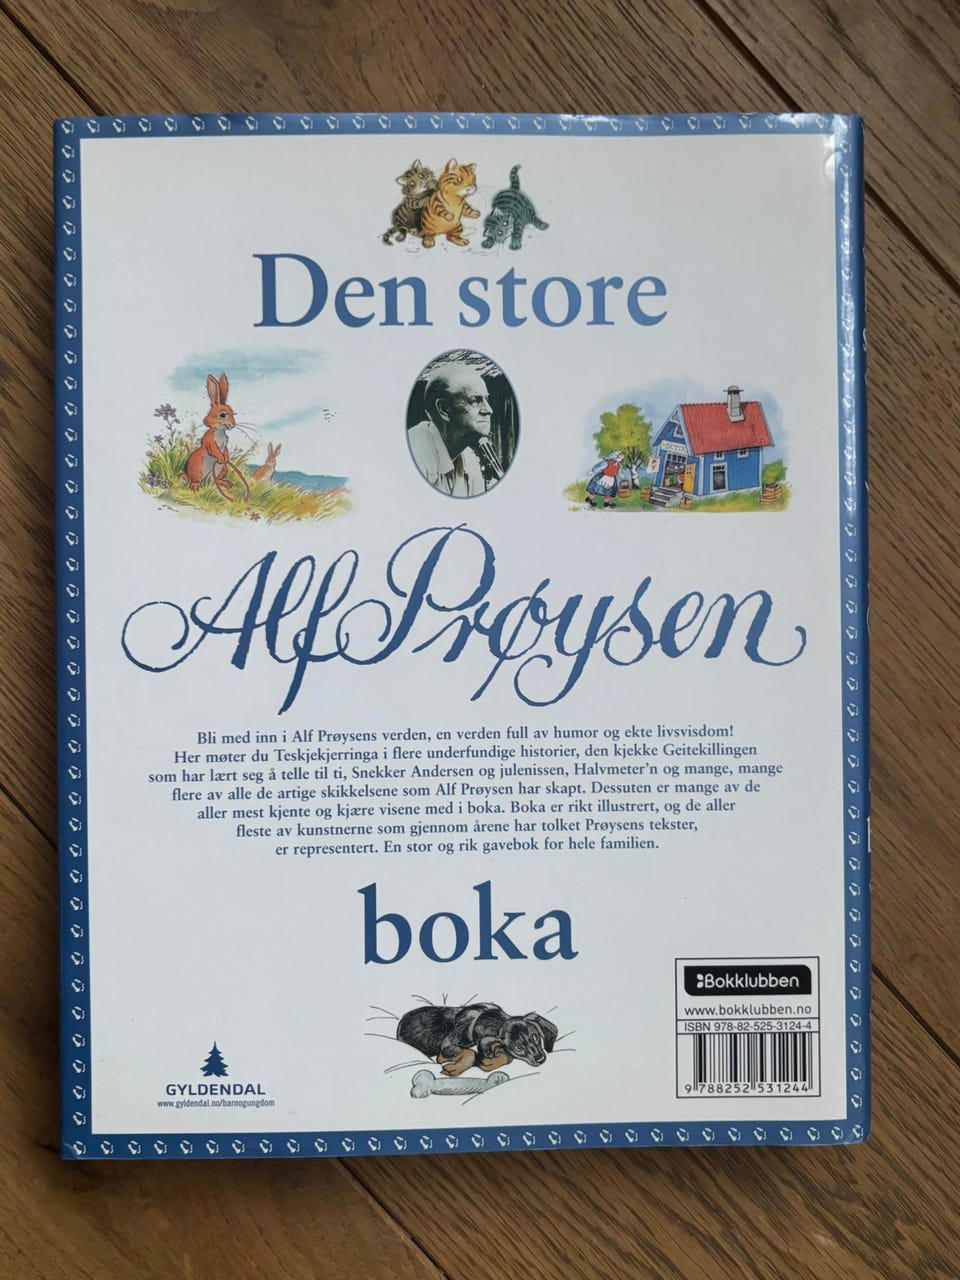 Den store
BUTIK
Alf Prøysen
Bli med inn i Alf Prøysens verden, en verden full av humor og ekte livsvisdom!
Her møter du Teskjekjerringa i flere underfundige historier, den kjekke Geitekillingen
som har lært seg å telle til ti, Snekker Andersen og julenissen, Halvmeter'n og mange, mange
flere av alle de artige skikkelsene som Alf Prøysen har skapt. Dessuten er mange av de
aller mest kjente og kjære visene med i boka. Boka er rikt illustrert, og de aller
fleste av kunstnerne som gjennom årene har tolket Prøysens tekster,
er representert. En stor og rik gavebok for hele familien.
boka
Bokklubben
www.bokklubben.no
ISBN 978-82-525-3124-4
9 788252 531244
GYLDENDAL
www.gyldendal.no/barnogungdom